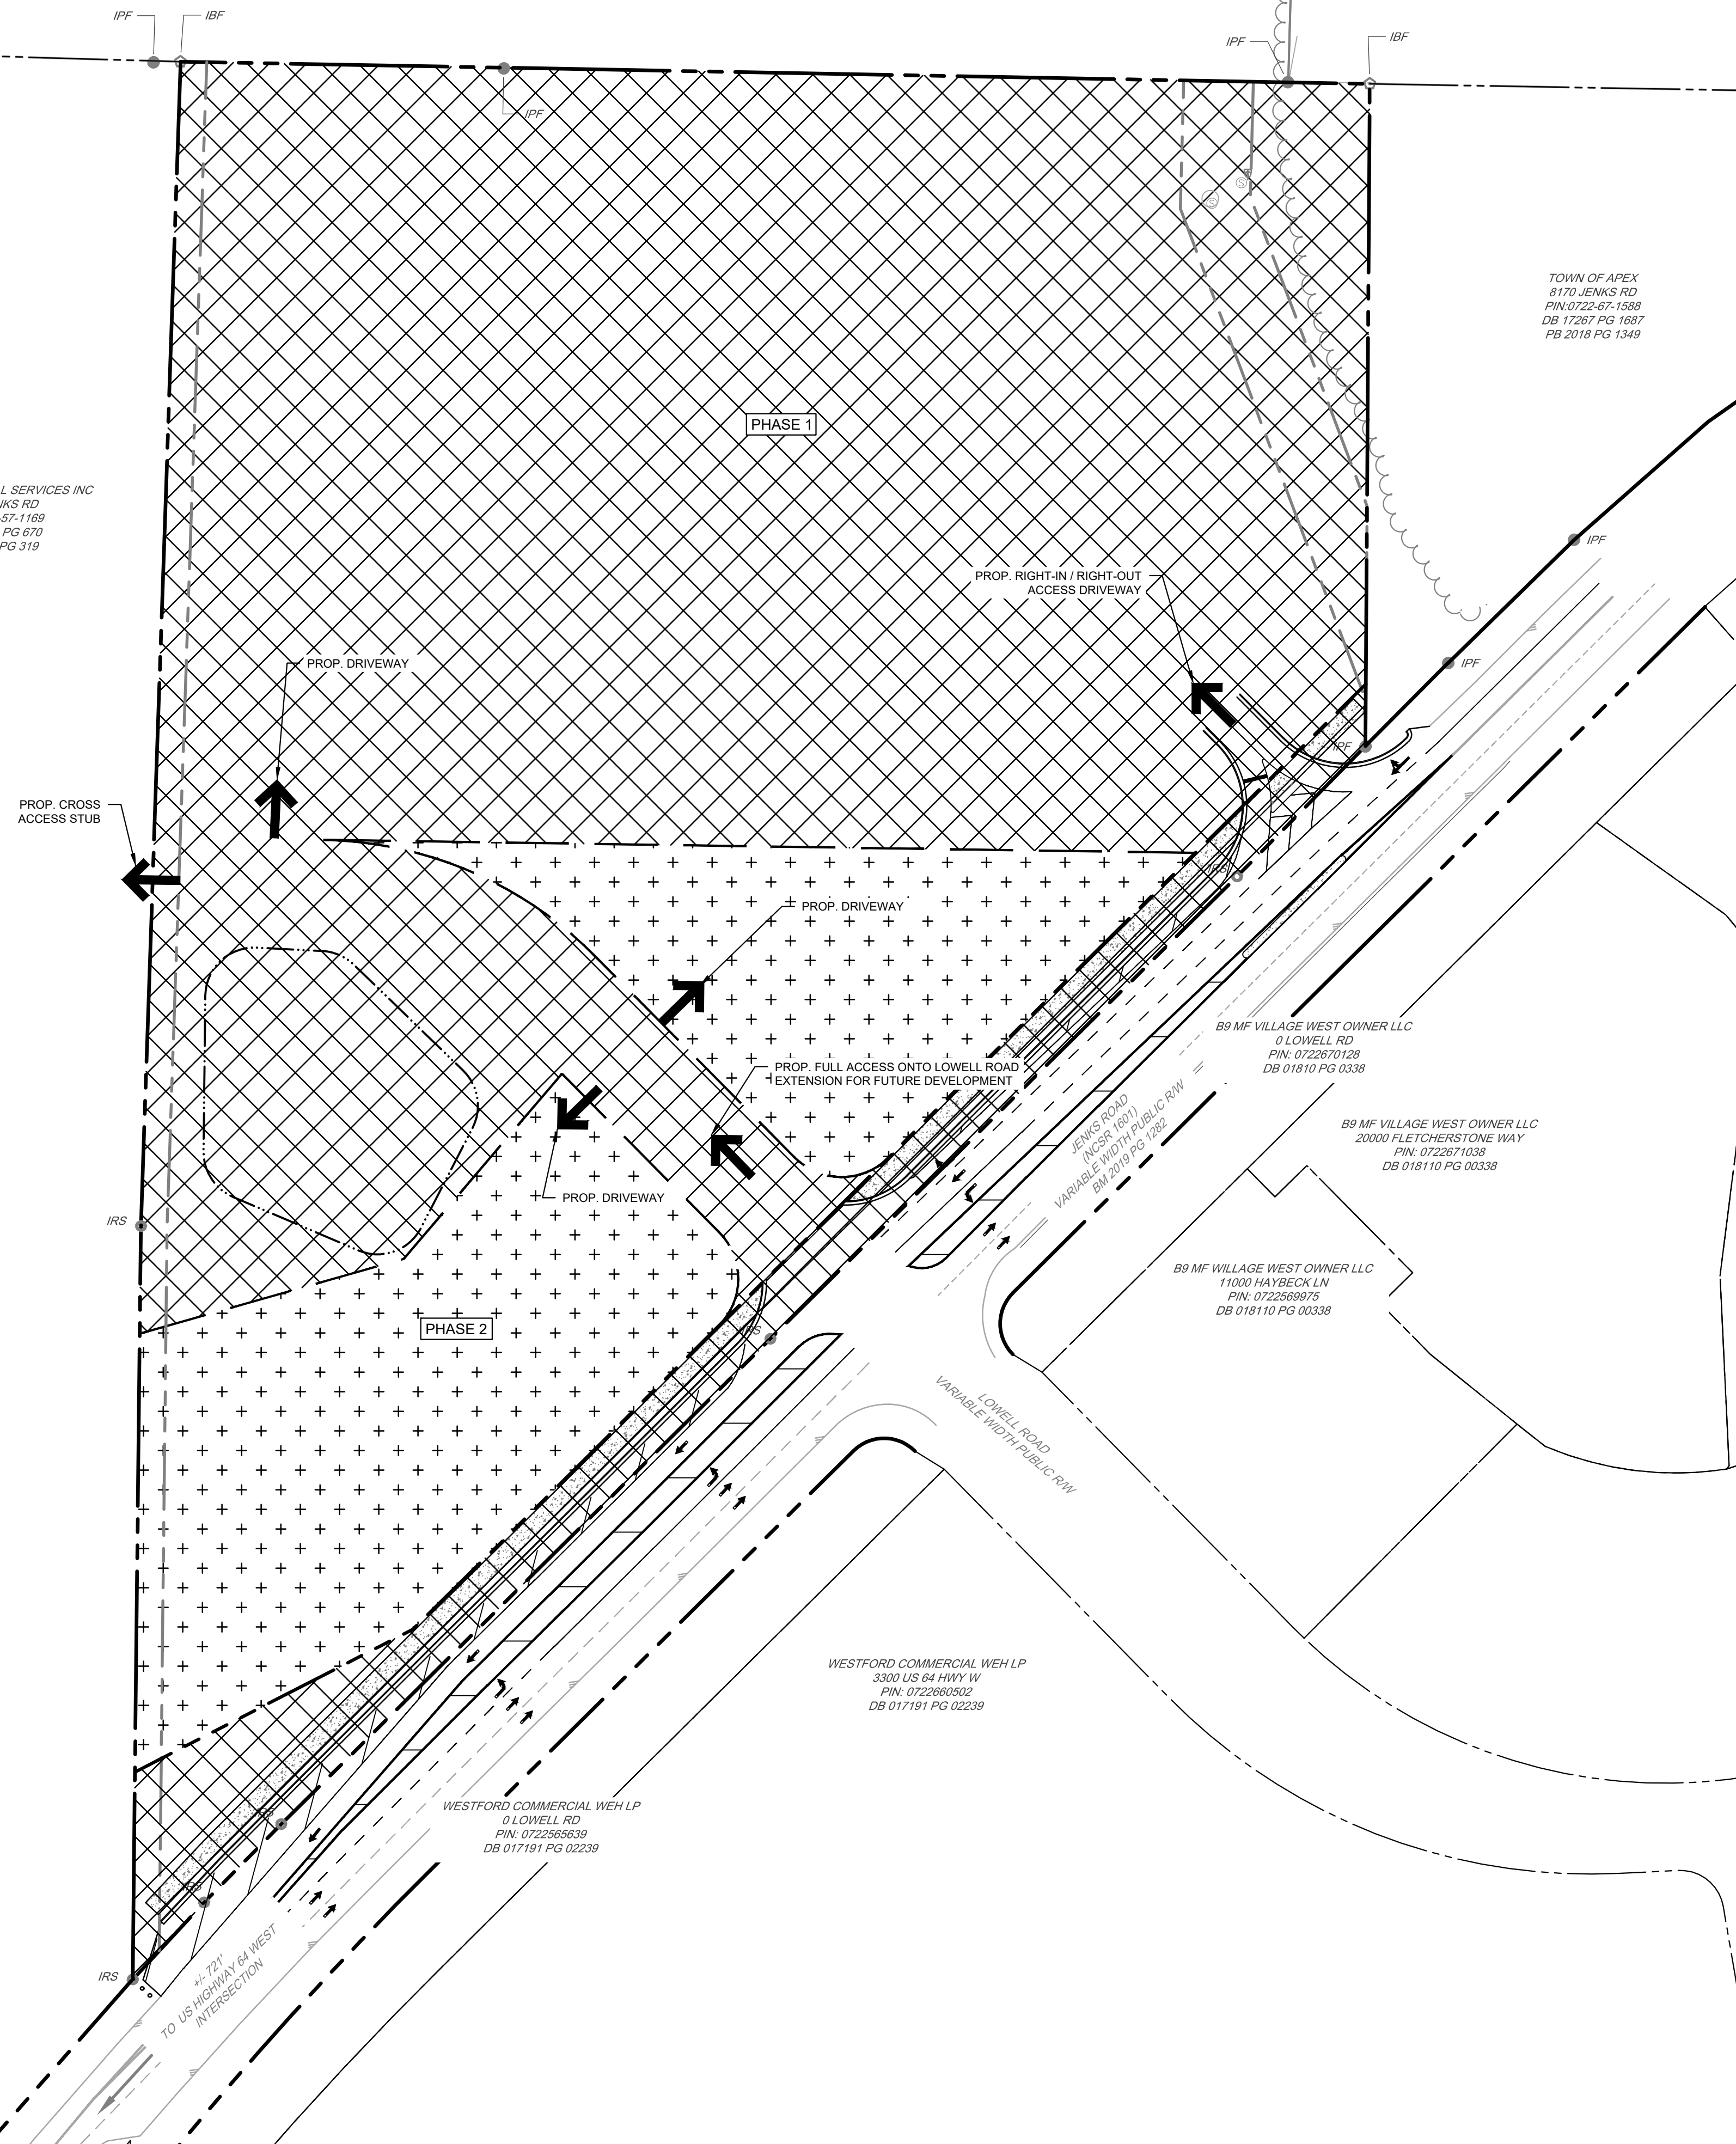 IPF
IBF
IPF
IBF
IPF
TOWN OF APEX
8170 JENKS RD
PIN:0722-67-1588
DB 17267 PG 1687
PB 2018 PG 1349
PHASE 1
L SERVICES INC
NKS RD
-57-1169
PG 670
PG 319
IPF
PROP. RIGHT-IN / RIGHT-OUT
ACCESS DRIVEWAY
PROP. DRIVEWAY
IPF
IPF
PROP. CROSS
ACCESS STUB
IRS
PROP. DRIVEWAY
B9 MF VILLAGE WEST OWNER LLC
0 LOWELL RD
PIN: 0722670128
DB 01810 PG 0338
PROP. FULL ACCESS ONTO LOWELL ROAD
EXTENSION FOR FUTURE DEVELOPMENT
JENKS ROAD
(NCSR 1601)
VARIABLE WIDTH PUBLIC R/W
BM 2019 PG 1282
B9 MF VILLAGE WEST OWNER LLC
20000 FLETCHERSTONE WAY
PIN: 0722671038
DB 018110 PG 00338
PROP. DRIVEWAY
IRS
B9 MF WILLAGE WEST OWNER LLC
11000 HAYBECK LN
PIN: 0722569975
DB 018110 PG 00338
PHASE 2
IRS
LOWELL ROAD
VARIABLE WIDTH PUBLIC R/W
WESTFORD COMMERCIAL WEH LP
3300 US 64 HWY W
PIN: 0722660502
DB 017191 PG 02239
WESTFORD COMMERCIAL WEH LP
0 LOWELL RD
PIN: 0722565639
DB 017191 PG 02239
IRS
IRS
IRS
+/- 721'
TO US HIGHWAY 64 WEST
INTERSECTION